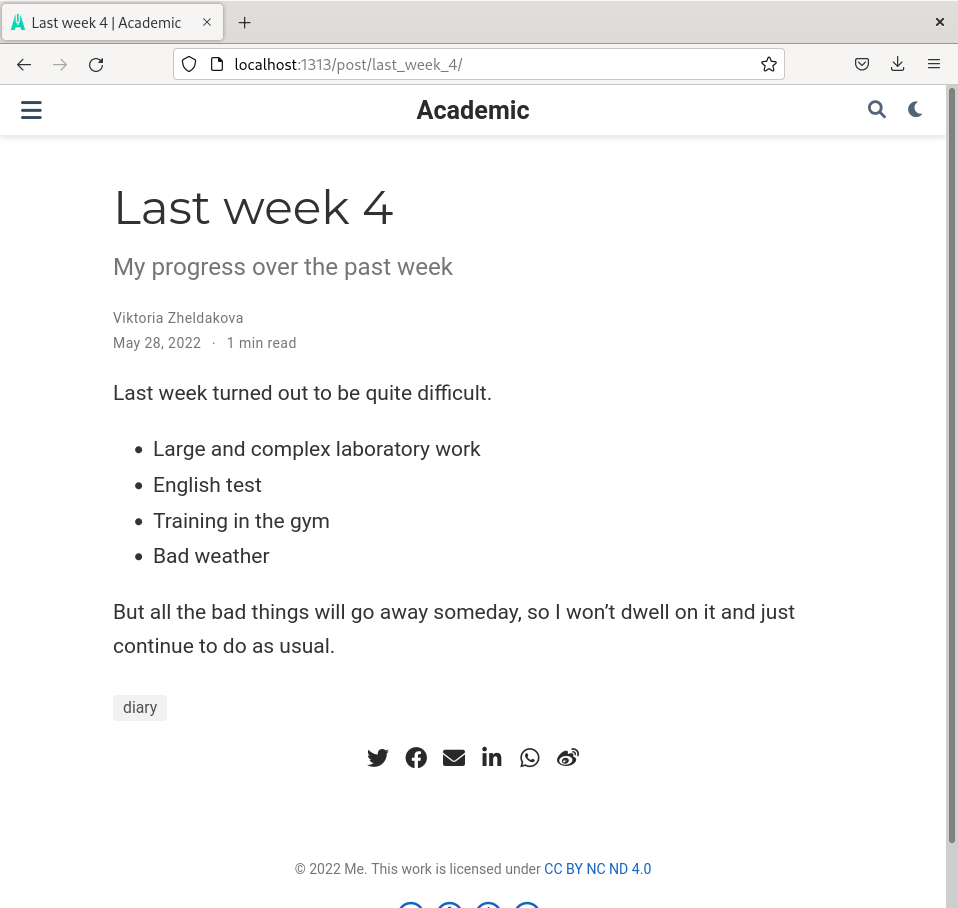 Last week 4 | Academic
localhost:1313/post/last_week_4/
Academic
Last week 4
My progress over the past week
Viktoria Zheldakova
May 28, 2022 · 1 min read
Last week turned out to be quite difficult.
• Large and complex laboratory work
• English test
• Training in the gym
• Bad weather
But all the bad things will go away someday, so I won’t dwell on it and just
continue to do as usual.
diary
© 2022 Me. This work is licensed under CC BY NC ND 4.0